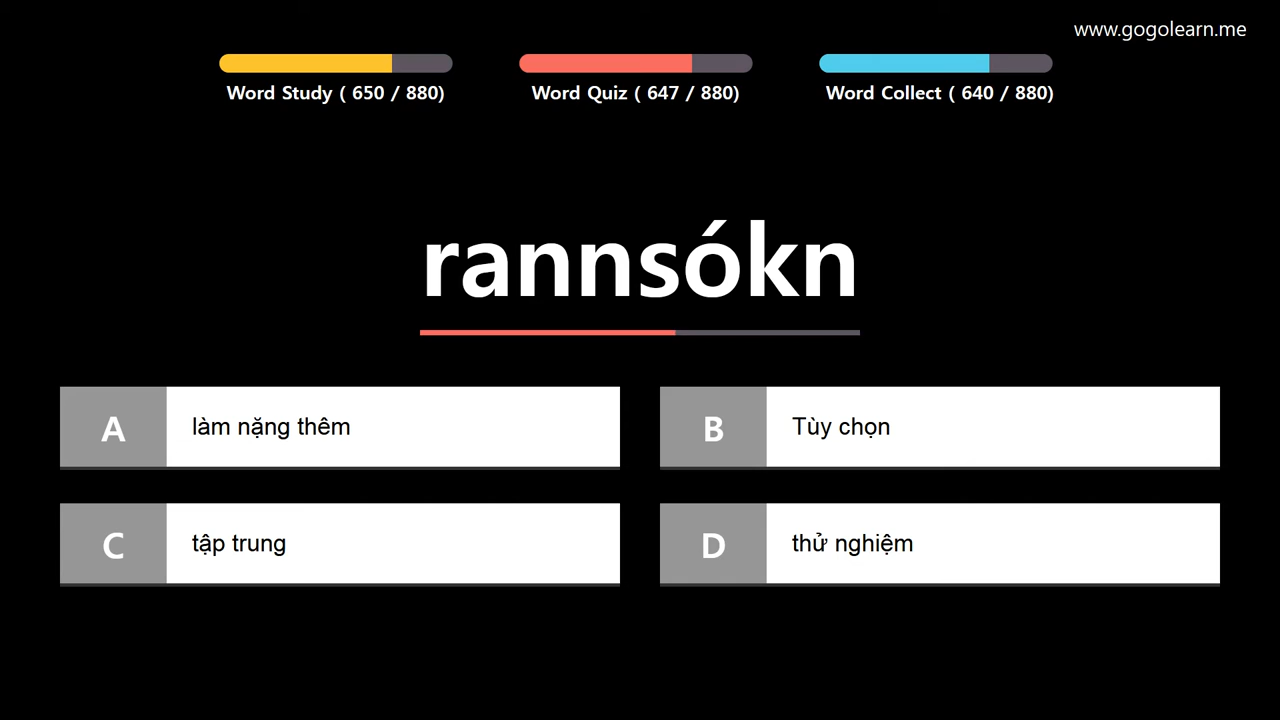 www.gogolearn.me
Word Study ( 650 / 880)
Word Quiz ( 647 / 880)
Word Collect ( 640 / 880)
rannsókn
A làm nặng thêm
B Tùy chọn
C tập trung
D thử nghiệm